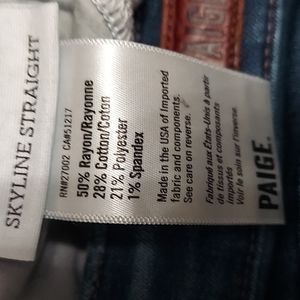 SKYLINE STRAIGHT
RN#27002 CA#51217
50% Rayon/Rayonne
28% Cotton/Coton
21% Polyester
1% Spandex
Made in the USA of Imported
fabric and components.
See care on reverse.
Fabriqué aux États-Unis à partir
de tissus et composants
importés
Voir le soin sur l'inverse.
PAIGE.
PAIGE